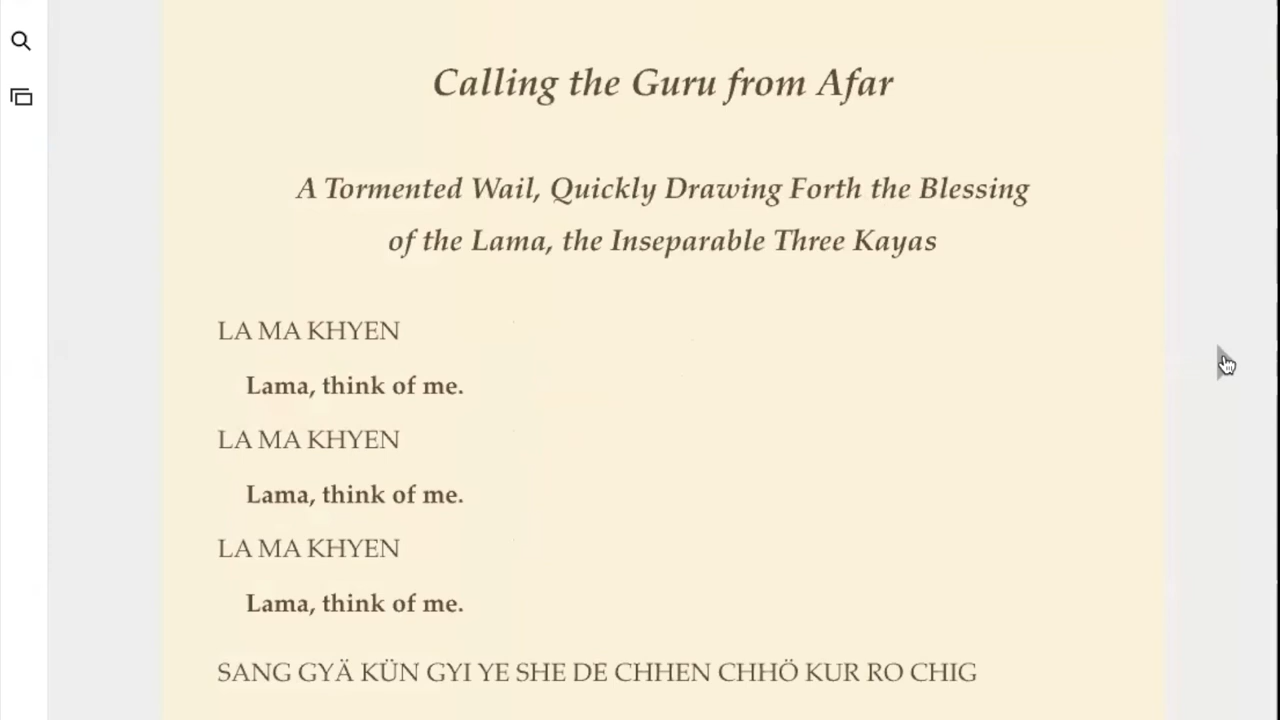 Calling the Guru from Afar
A Tormented Wail, Quickly Drawing Forth the Blessing
of the Lama, the Inseparable Three Kayas
LA MA KHYEN
Lama, think of me.
LA MA KHYEN
Lama, think of me.
LA MA KHYEN
Lama, think of me.
SANG GYÄ KÜN GYI YE SHE DE CHHEN CHHÖ KUR RO CHIG